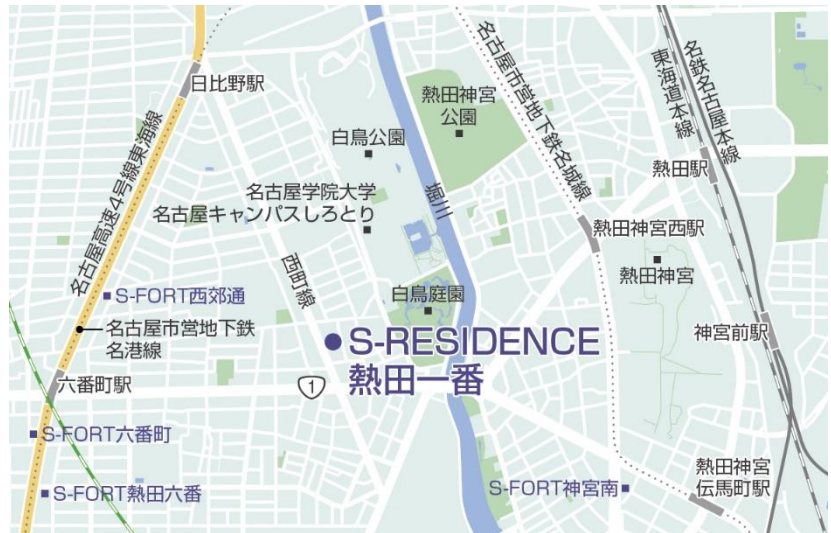 日比野駅
名古屋高速4号線東海線
白鳥公園
熱田神宮
公園
名古屋市営地下鉄名城線
東海道本線
名鉄名古屋本線
熱田駅
名古屋学院大学
名古屋キャンパスしろとり
堀川
熱田神宮西駅
熱田神宮
西町線
S-FORT西郊通
白鳥庭園
名古屋市営地下鉄
名港線
S-RESIDENCE
熱田一番
神宮前駅
六番町駅
1
S-FORT六番町
S-FORT熱田六番
S-FORT神宮南
熱田神宮
伝馬町駅